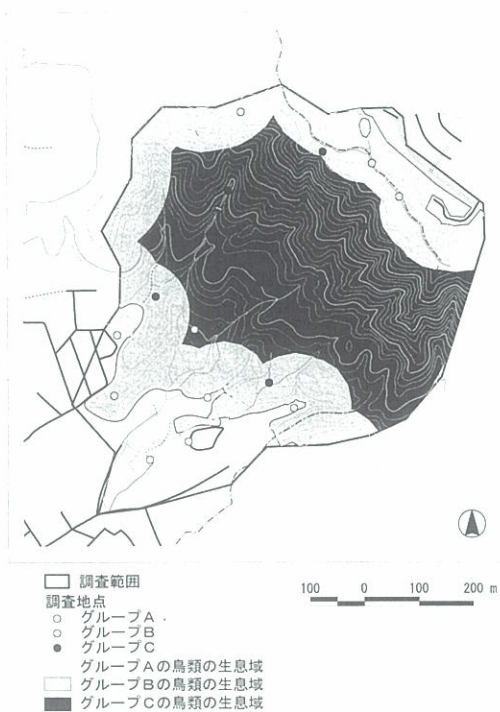 調査範囲
調査地点
グループA
グループB
グループC
グループAの鳥類の生息域
グループBの鳥類の生息域
グループCの鳥類の生息域
100 0 100 200 m